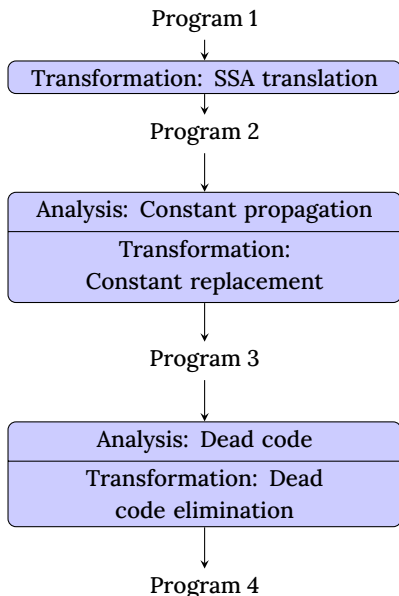 Program 1
Transformation: SSA translation
Program 2
Analysis: Constant propagation
Transformation:
Constant replacement
Program 3
Analysis: Dead code
Transformation: Dead
code elimination
Program 4